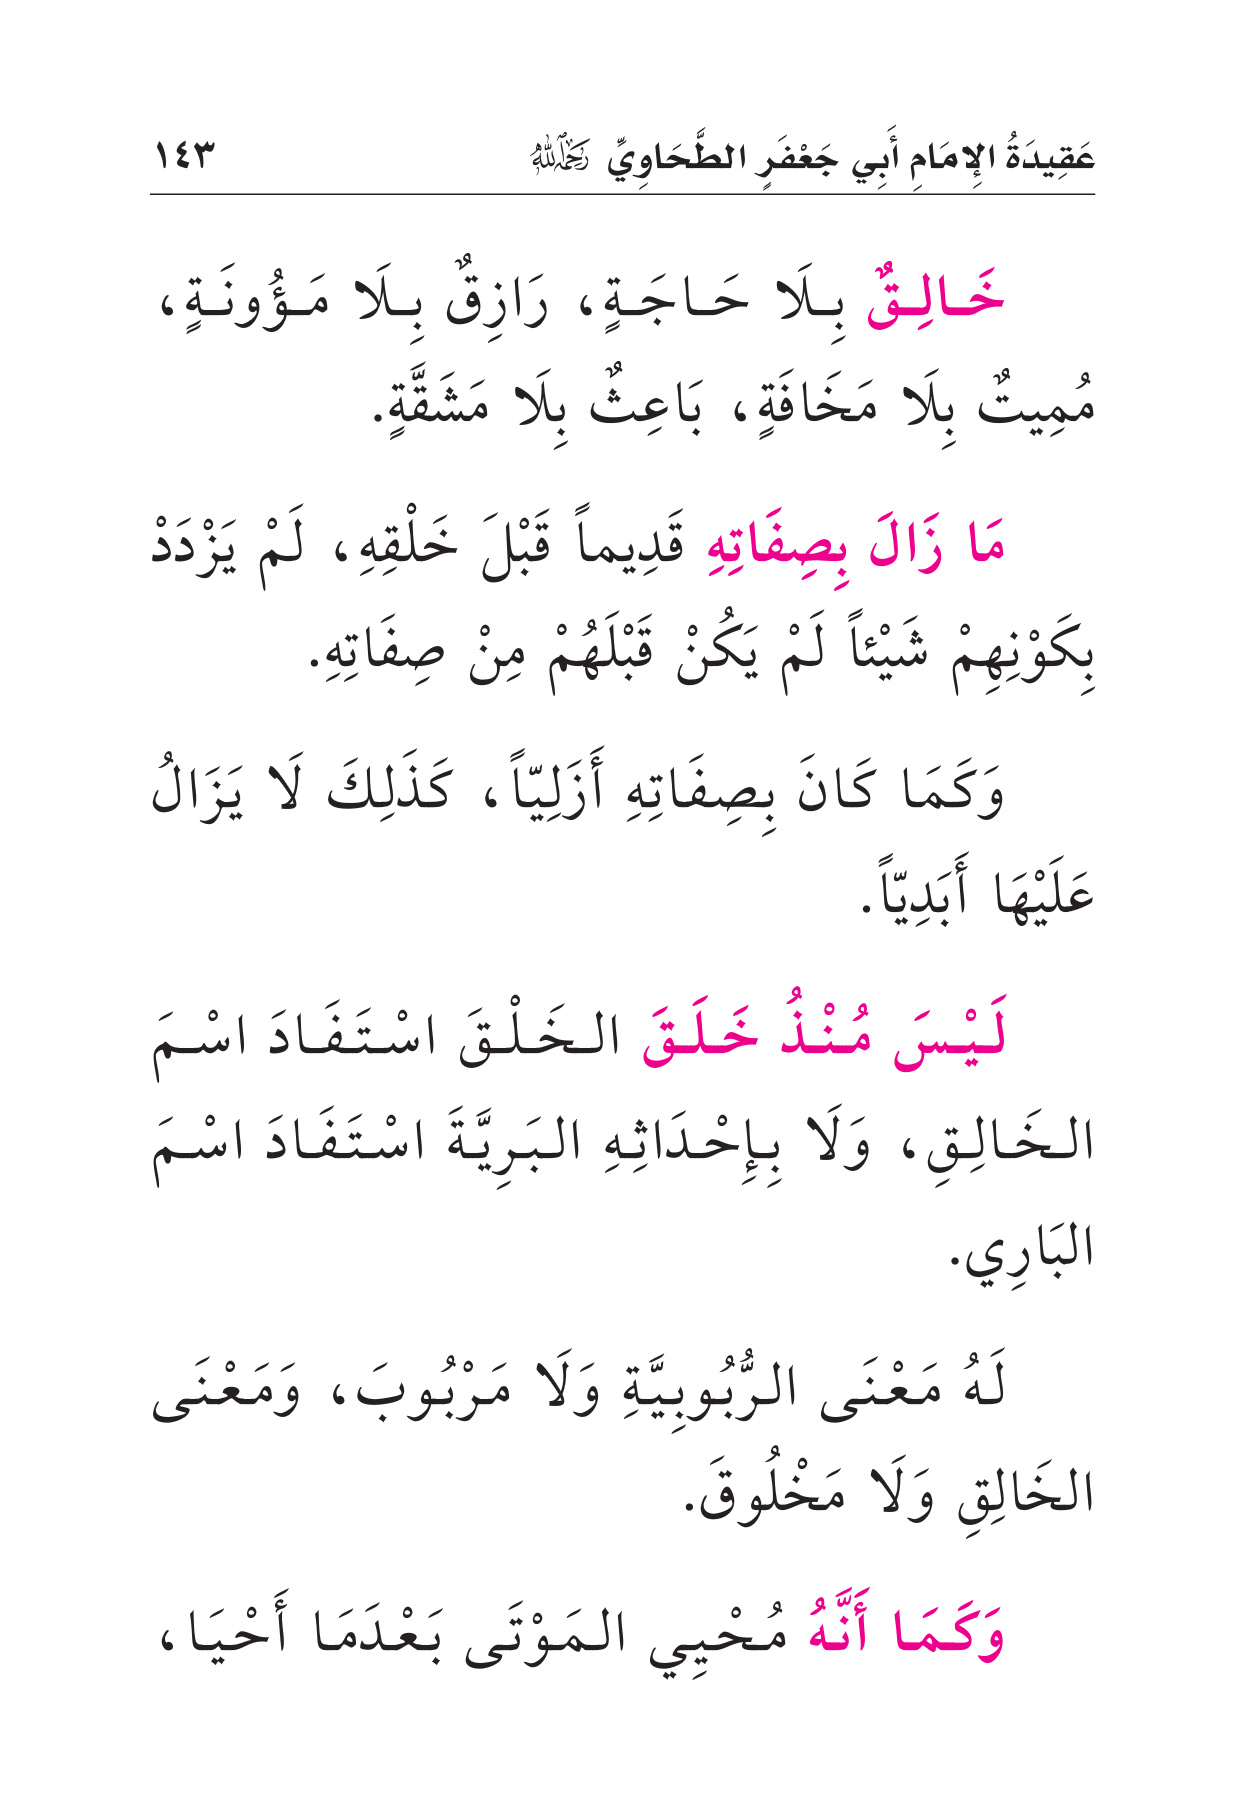 عَقِيدَةُ الإِمَامِ أَبِي جَعْفَرٍ الطَّحَاوِيِّ رَحِمَهُ اللهُ ١٤٣
خَالِقٌ بِلَا حَاجَةٍ، رَازِقٌ بِلَا مَؤُونَةٍ،
مُمِيتٌ بِلَا مَخَافَةٍ، بَاعِثٌ بِلَا مَشَقَّةٍ.
مَا زَالَ بِصِفَاتِهِ قَدِيماً قَبْلَ خَلْقِهِ، لَمْ يَزْدَدْ
بِكَوْنِهِمْ شَيْئاً لَمْ يَكُنْ قَبْلَهُمْ مِنْ صِفَاتِهِ.
وَكَمَا كَانَ بِصِفَاتِهِ أَزَلِيّاً، كَذَلِكَ لَا يَزَالُ
عَلَيْهَا أَبَدِيّاً.
لَيْسَ مُنْذُ خَلَقَ الخَلْقَ اسْتَفَادَ اسْمَ
الخَالِقِ، وَلَا بِإِحْدَاثِهِ البَرِيَّةَ اسْتَفَادَ اسْمَ
البَارِي.
لَهُ مَعْنَى الرُّبُوبِيَّةِ وَلَا مَرْبُوبَ، وَمَعْنَى
الخَالِقِ وَلَا مَخْلُوقَ.
وَكَمَا أَنَّهُ مُحْيِي المَوْتَى بَعْدَمَا أَحْيَا،